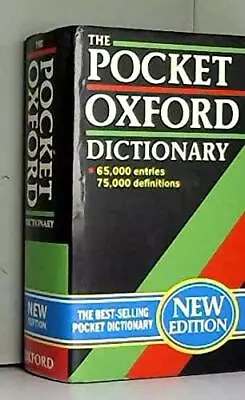 THE
POCKET
OXFORD
DICTIONARY
65,000 entries
75,000 definitions
THE BEST-SELLING
POCKET DICTIONARY
NEW
EDITION
THE
POCKET
OXFORD
DICTIONARY
NEW
EDITION
OXFORD